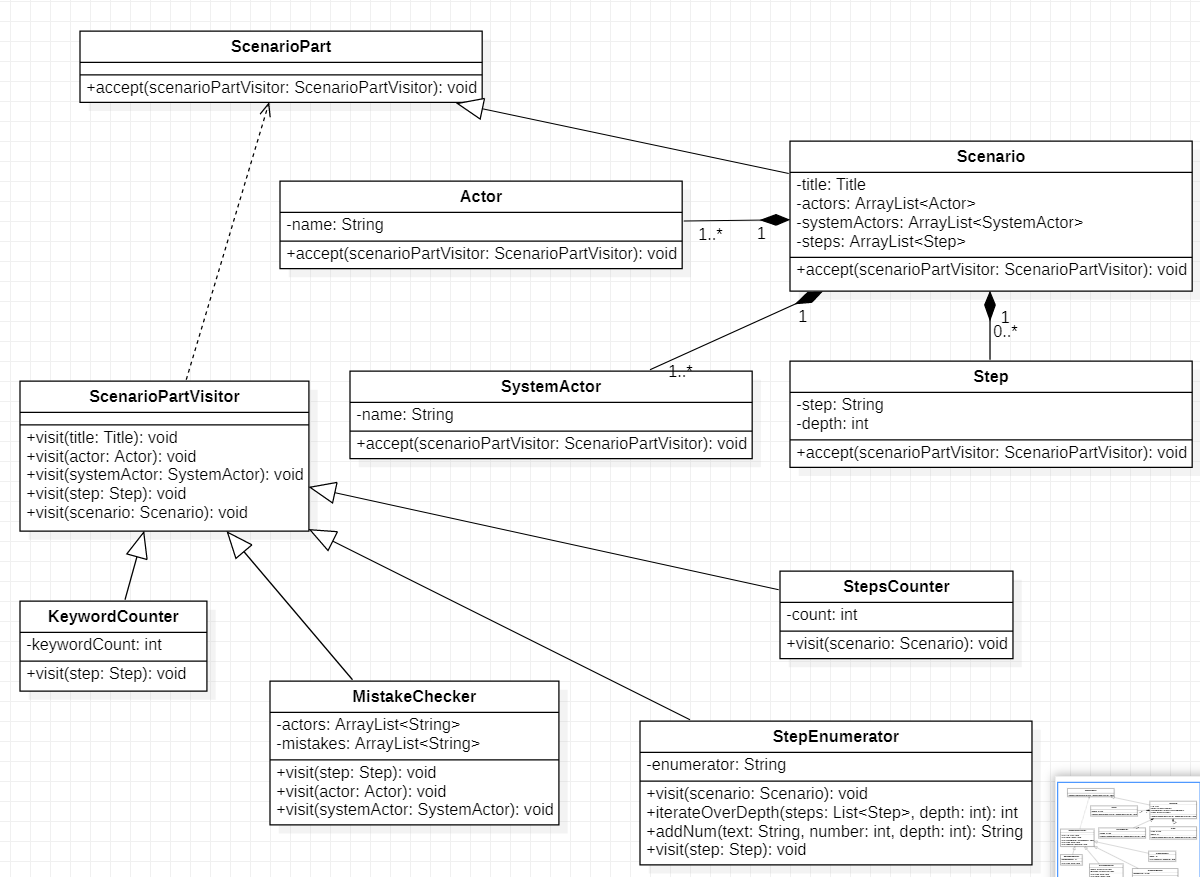 ScenarioPart
+accept(scenarioPartVisitor: ScenarioPartVisitor): void
Scenario
-title: Title
-actors: ArrayList<Actor>
-systemActors: ArrayList<SystemActor>
-steps: ArrayList<Step>
+accept(scenarioPartVisitor: ScenarioPartVisitor): void
Actor
-name: String
+accept(scenarioPartVisitor: ScenarioPartVisitor): void
1..*
1
1
1..*
1
0..*
ScenarioPartVisitor
+visit(title: Title): void
+visit(actor: Actor): void
+visit(systemActor: SystemActor): void
+visit(step: Step): void
+visit(scenario: Scenario): void
SystemActor
-name: String
+accept(scenarioPartVisitor: ScenarioPartVisitor): void
Step
-step: String
-depth: int
+accept(scenarioPartVisitor: ScenarioPartVisitor): void
KeywordCounter
-keywordCount: int
+visit(step: Step): void
StepsCounter
-count: int
+visit(scenario: Scenario): void
MistakeChecker
-actors: ArrayList<String>
-mistakes: ArrayList<String>
+visit(step: Step): void
+visit(actor: Actor): void
+visit(systemActor: SystemActor): void
StepEnumerator
-enumerator: String
+visit(scenario: Scenario): void
+iterateOverDepth(steps: List<Step>, depth: int): int
+addNum(text: String, number: int, depth: int): String
+visit(step: Step): void